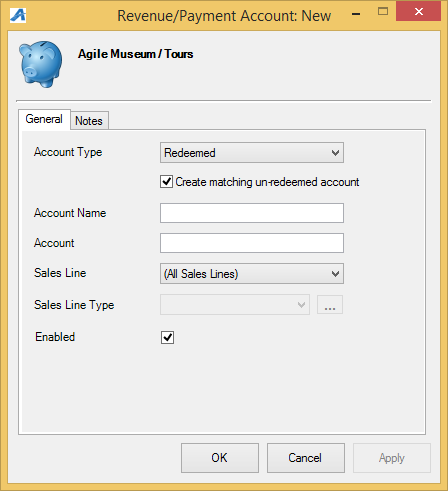 Revenue/Payment Account: New
Agile Museum / Tours
General
Notes
Account Type
Redeemed
Create matching un-redeemed account
Account Name
Account
Sales Line
(All Sales Lines)
Sales Line Type
...
Enabled
OK
Cancel
Apply